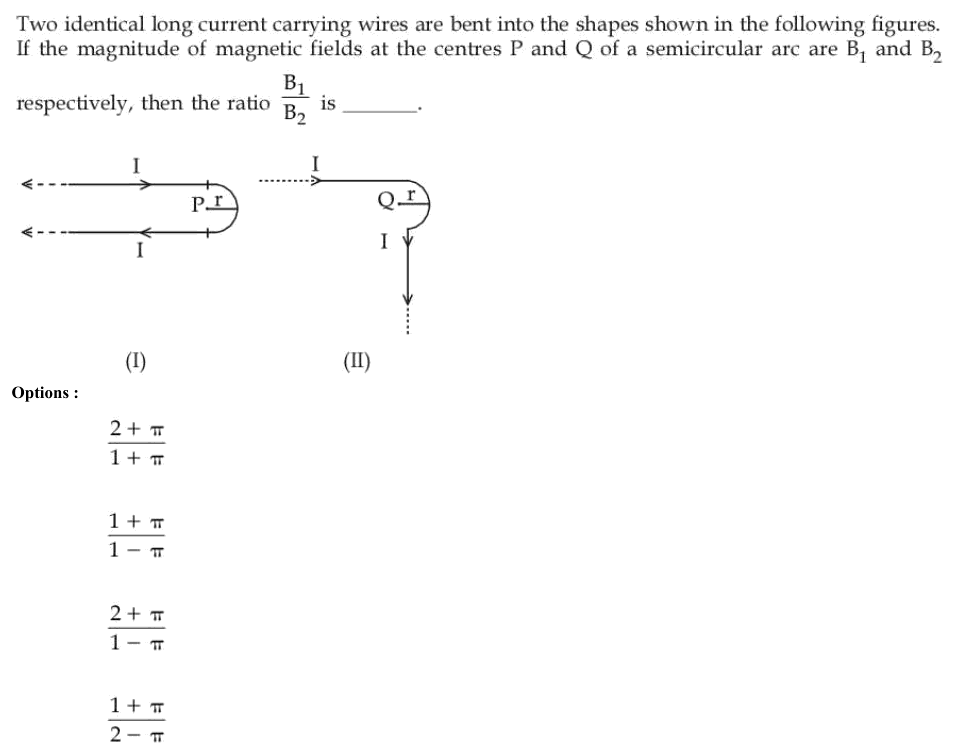 Two identical long current carrying wires are bent into the shapes shown in the following figures.
If the magnitude of magnetic fields at the centres P and Q of a semicircular arc are B₁ and B₂
respectively, then the ratio B₁/B₂ is ______.
I I
P r Q r
I I
(I) (II)
Options :
2 + π
1 + π
1 + π
1 − π
2 + π
1 − π
1 + π
2 − π